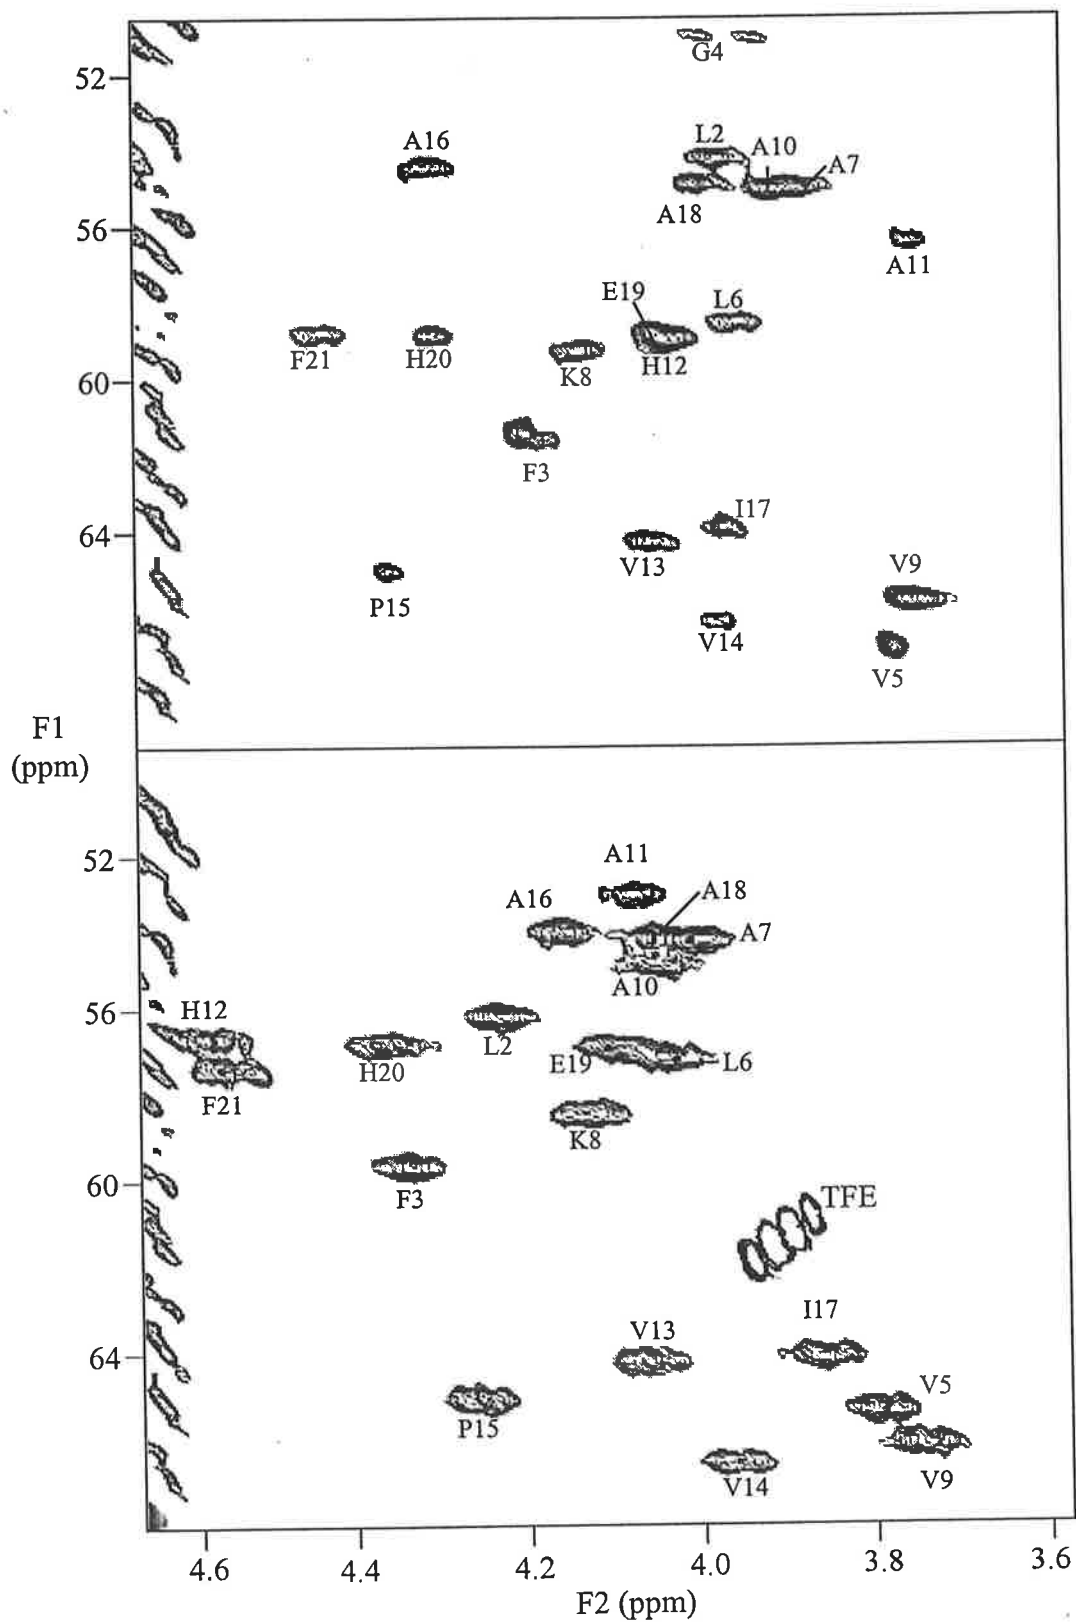 G4
52
A16
L2
A10
A7
A18
56
A11
E19
L6
F21
H20
K8
H12
60
F3
I17
64
V13
V9
P15
V14
V5
F1
(ppm)
52
A11
A16
A18
A7
A10
56
H12
L2
H20
E19
L6
F21
K8
60
F3
TFE
I17
V13
64
V5
P15
V14
V9
4.6
4.4
4.2
4.0
3.8
3.6
F2 (ppm)